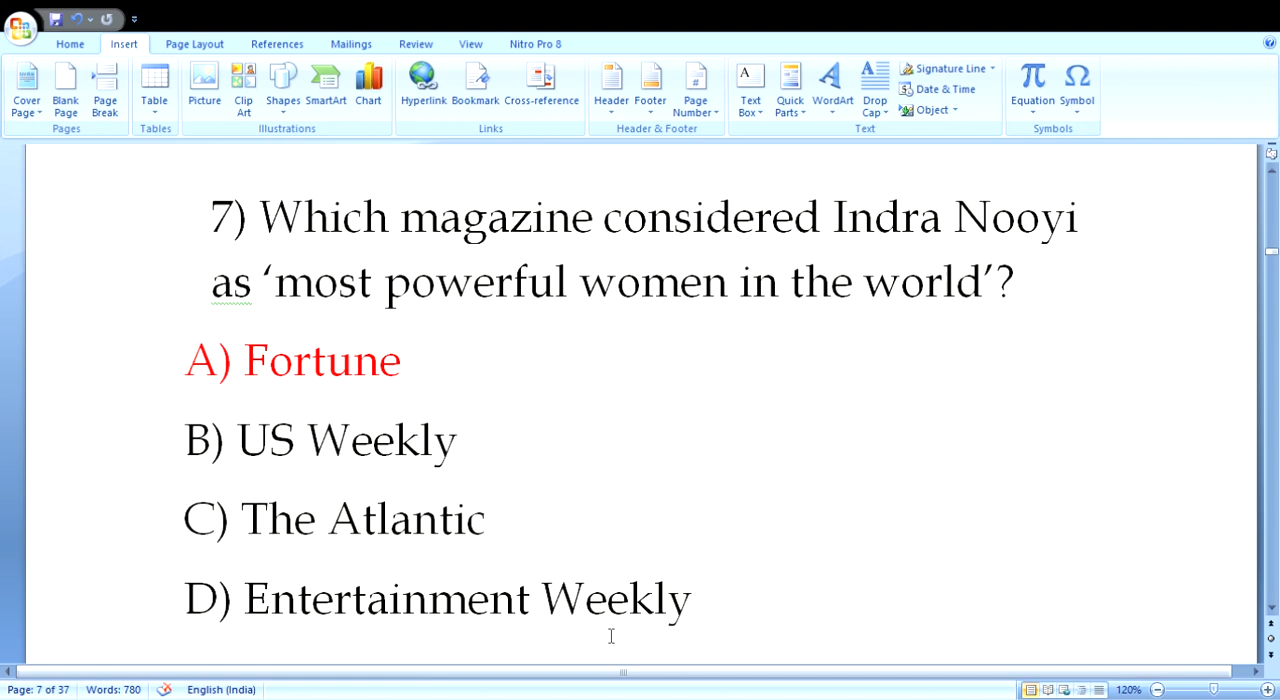 Home Insert Page Layout References Mailings Review View Nitro Pro 8
Cover Page Blank Page Page Break Table Picture Clip Art Shapes SmartArt Chart Hyperlink Bookmark Cross-reference Header Footer Page Number Text Box Quick Parts WordArt Drop Cap Signature Line Date & Time Object Equation Symbol
Pages Tables Illustrations Links Header & Footer Text Symbols
7) Which magazine considered Indra Nooyi
as ‘most powerful women in the world’?
A) Fortune
B) US Weekly
C) The Atlantic
D) Entertainment Weekly
Page: 7 of 37 Words: 780 English (India) 120%